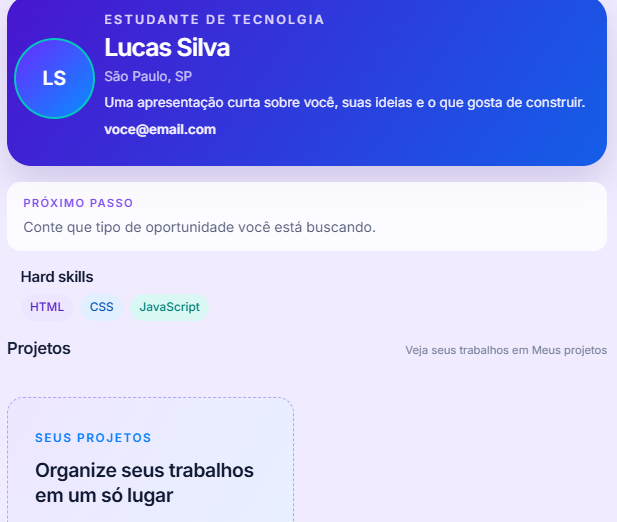 ESTUDANTE DE TECNOLGIA
LS
Lucas Silva
São Paulo, SP
Uma apresentação curta sobre você, suas ideias e o que gosta de construir.
voce@email.com
PRÓXIMO PASSO
Conte que tipo de oportunidade você está buscando.
Hard skills
HTML CSS JavaScript
Projetos
Veja seus trabalhos em Meus projetos
SEUS PROJETOS
Organize seus trabalhos
em um só lugar